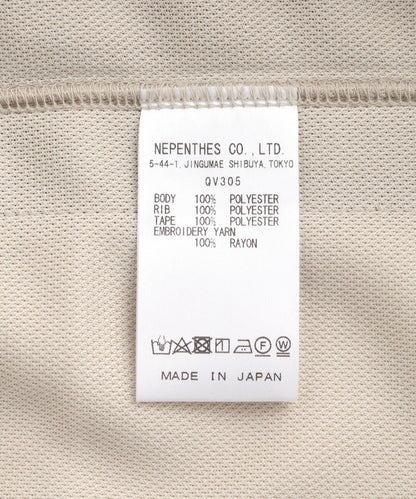 NEPENTHES CO., LTD.
5-44-1, JINGUMAE SHIBUYA, TOKYO
QV305
BODY 100% POLYESTER
RIB 100% POLYESTER
TAPE 100% POLYESTER
EMBROIDERY YARN
100% RAYON
F W
MADE IN JAPAN